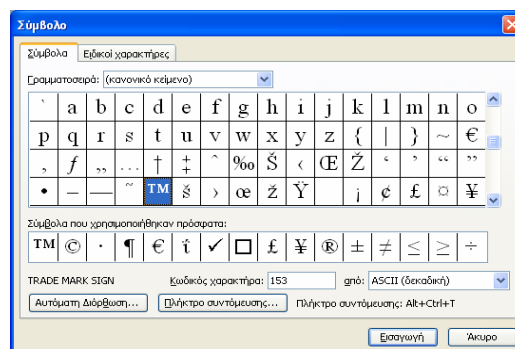 Σύμβολο
Σύμβολα Ειδικοί χαρακτήρες
Γραμματοσειρά: (κανονικό κείμενο)
` a b c d e f g h i j k l m n o
p q r s t u v w x y z { | } ~ €
‚ ƒ „ … † ‡ ˆ ‰ Š ‹ Œ Ž ‘ ’ “ ”
• – — ˜ ™ š › œ ž Ÿ ¡ ¢ £ ¤ ¥
Σύμβολα που χρησιμοποιήθηκαν πρόσφατα:
™ © · ¶ € ΐ ✓ □ £ ¥ ® ± ≠ ≤ ≥ ÷
TRADE MARK SIGN Κωδικός χαρακτήρα: 153 από: ASCII (δεκαδική)
Αυτόματη Διόρθωση... Πλήκτρο συντόμευσης... Πλήκτρο συντόμευσης: Alt+Ctrl+T
Εισαγωγή Άκυρο